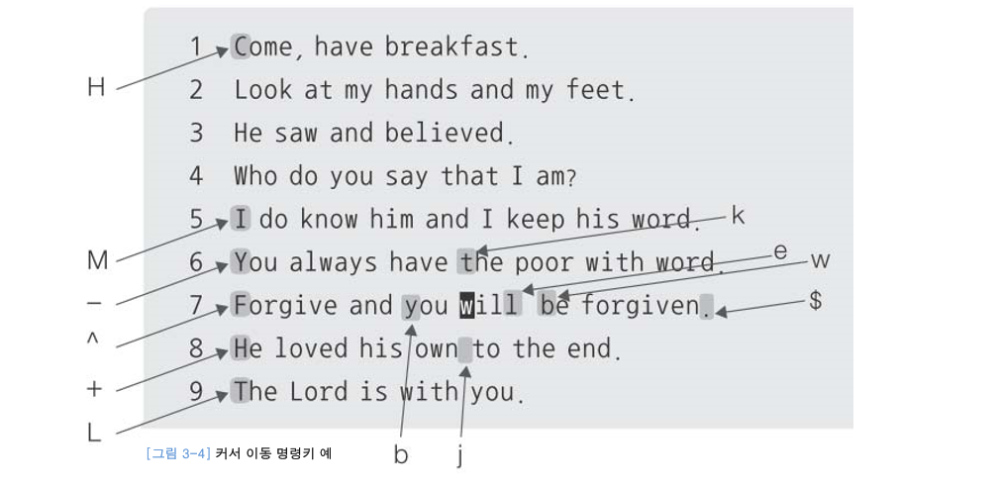 1 Come, have breakfast.
H
2 Look at my hands and my feet.
3 He saw and believed.
4 Who do you say that I am?
5 I do know him and I keep his word. k
M 6 You always have the poor with word. e w
–
7 Forgive and you will be forgiven. $
^
8 He loved his own to the end.
+
9 The Lord is with you.
L
[그림 3-4] 커서 이동 명령키 예 b j